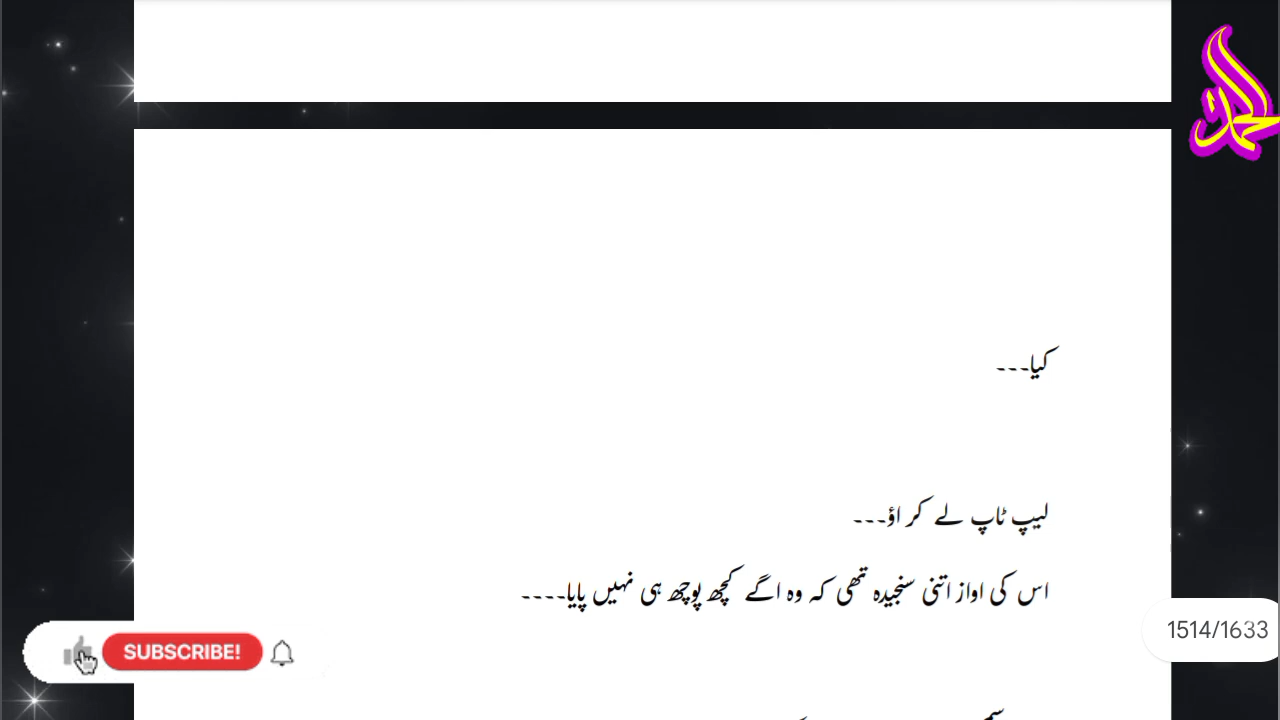 الحمدللہ
کیا۔۔۔
لیپ ٹاپ لے کر اؤ۔۔۔
اس کی اواز اتنی سنجیدہ تھی کہ وہ اگے کچھ پوچھ ہی نہیں پایا۔۔۔۔
SUBSCRIBE!
1514/1633